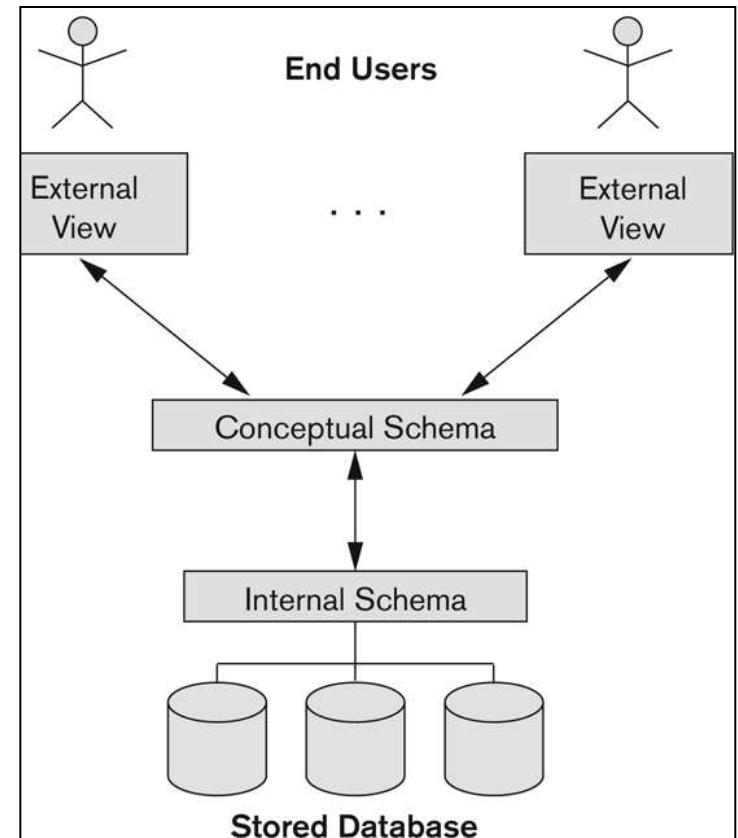 End Users
External
View
. . .
External
View
Conceptual Schema
Internal Schema
Stored Database